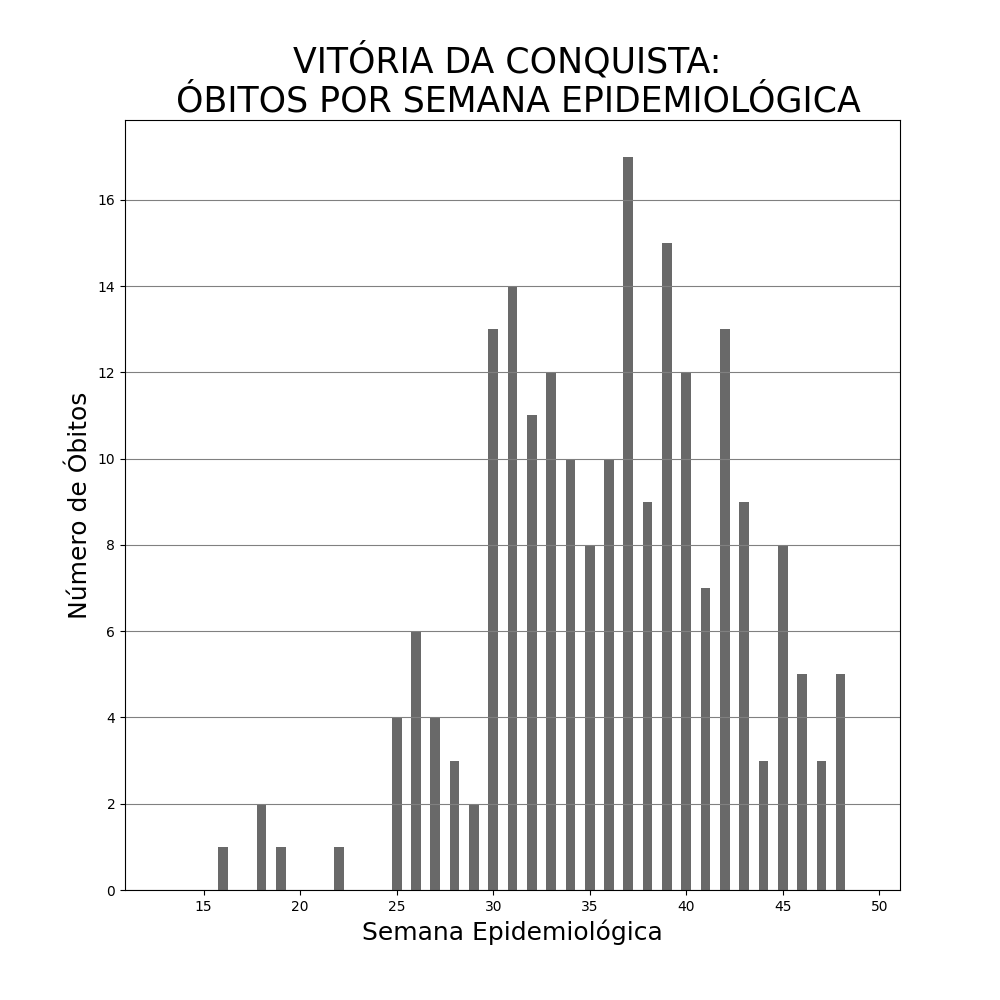 VITÓRIA DA CONQUISTA:
ÓBITOS POR SEMANA EPIDEMIOLÓGICA
Número de Óbitos
16
14
12
10
8
6
4
2
0
15 20 25 30 35 40 45 50
Semana Epidemiológica